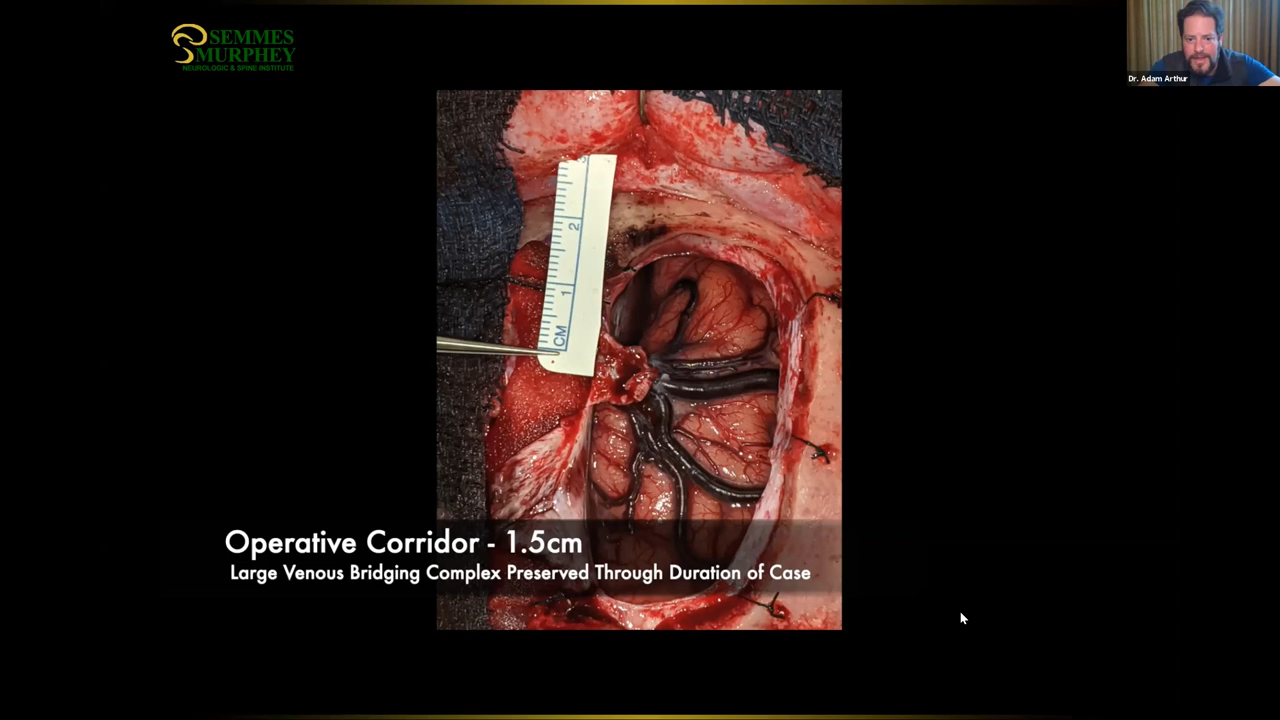 SEMMES
MURPHEY
NEUROLOGIC & SPINE INSTITUTE
Dr. Adam Arthur
2
1
CM
Operative Corridor - 1.5cm
Large Venous Bridging Complex Preserved Through Duration of Case